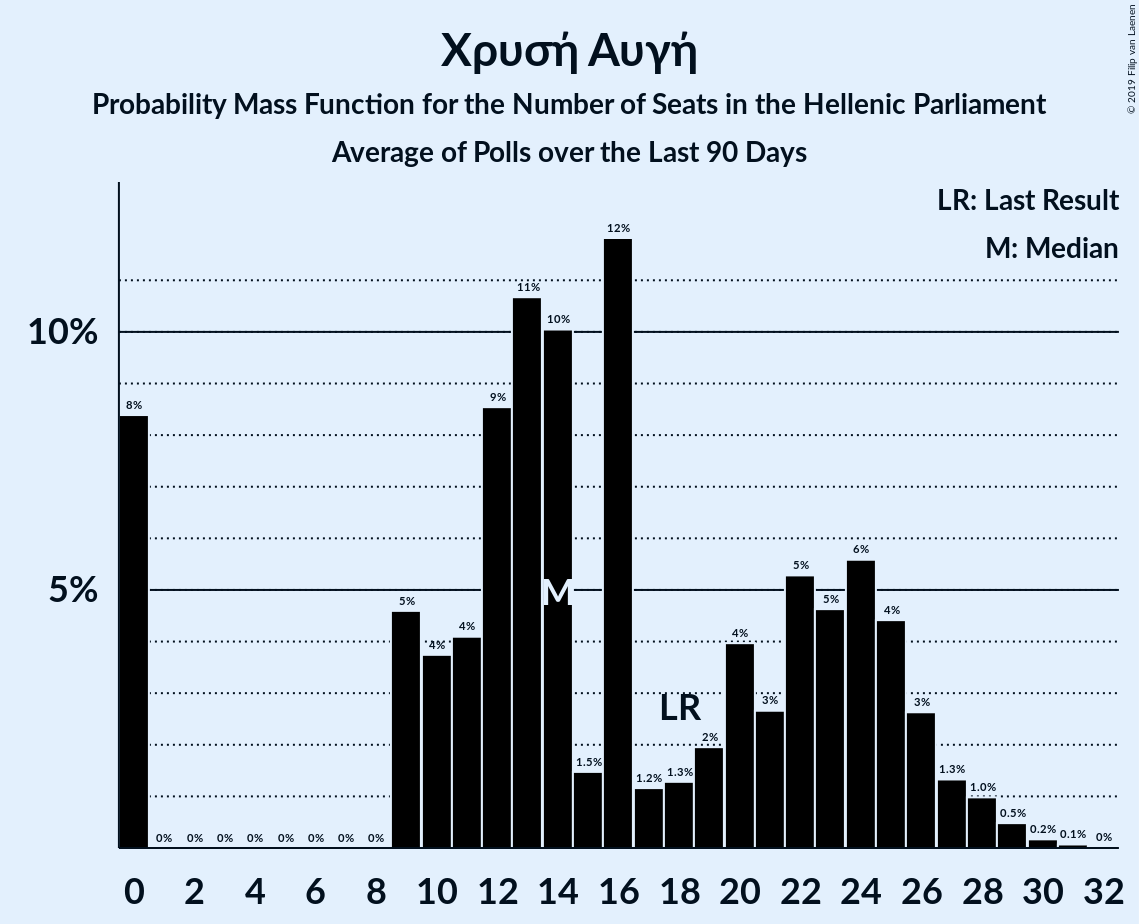 Χρυσή Αυγή
Probability Mass Function for the Number of Seats in the Hellenic Parliament
Average of Polls over the Last 90 Days
© 2019 Filip van Laenen
LR: Last Result
M: Median
12%
11%
10%
10%
9%
8%
6%
5%
5%
5%
5%
4%
4%
4%
4%
M
3%
3%
LR
2%
1.5%
1.2%
1.3%
1.3%
1.0%
0.5%
0.2%
0.1%
0%
0% 0% 0% 0% 0% 0% 0% 0%
0 2 4 6 8 10 12 14 16 18 20 22 24 26 28 30 32